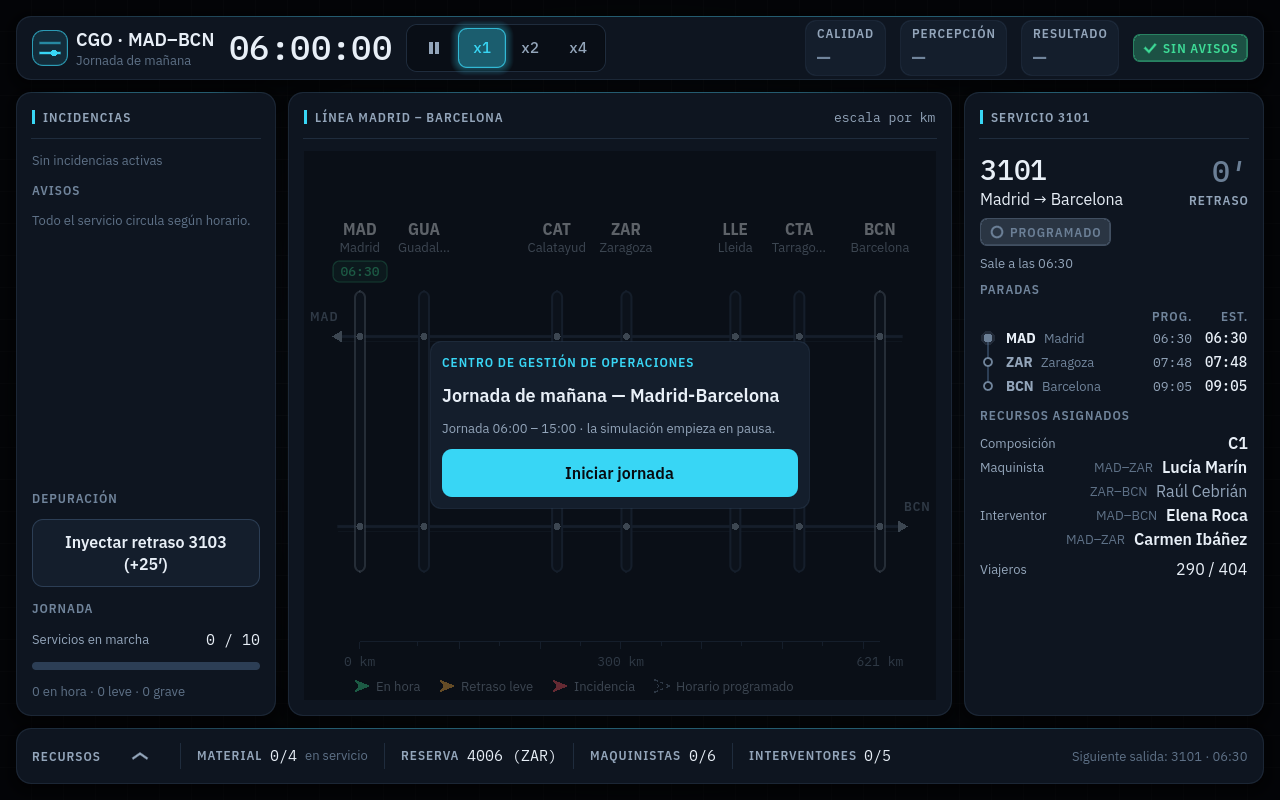 CGO · MAD–BCN
Jornada de mañana
06:00:00
x1
x2
x4
CALIDAD
—
PERCEPCIÓN
—
RESULTADO
—
SIN AVISOS
INCIDENCIAS
Sin incidencias activas
AVISOS
Todo el servicio circula según horario.
DEPURACIÓN
Inyectar retraso 3103
(+25′)
JORNADA
Servicios en marcha 0 / 10
0 en hora · 0 leve · 0 grave
LÍNEA MADRID – BARCELONA
escala por km
MAD GUA CAT ZAR LLE CTA BCN
Madrid Guadal… Calatayud Zaragoza Lleida Tarrago… Barcelona
06:30
MAD
CENTRO DE GESTIÓN DE OPERACIONES
Jornada de mañana — Madrid-Barcelona
Jornada 06:00 – 15:00 · la simulación empieza en pausa.
Iniciar jornada
BCN
0 km 300 km 621 km
En hora Retraso leve Incidencia Horario programado
SERVICIO 3101
3101 0′
Madrid → Barcelona RETRASO
PROGRAMADO
Sale a las 06:30
PARADAS
PROG. EST.
MAD Madrid 06:30 06:30
ZAR Zaragoza 07:48 07:48
BCN Barcelona 09:05 09:05
RECURSOS ASIGNADOS
Composición C1
Maquinista MAD–ZAR Lucía Marín
ZAR–BCN Raúl Cebrián
Interventor MAD–BCN Elena Roca
MAD–ZAR Carmen Ibáñez
Viajeros 290 / 404
RECURSOS
MATERIAL 0/4 en servicio
RESERVA 4006 (ZAR)
MAQUINISTAS 0/6
INTERVENTORES 0/5
Siguiente salida: 3101 · 06:30